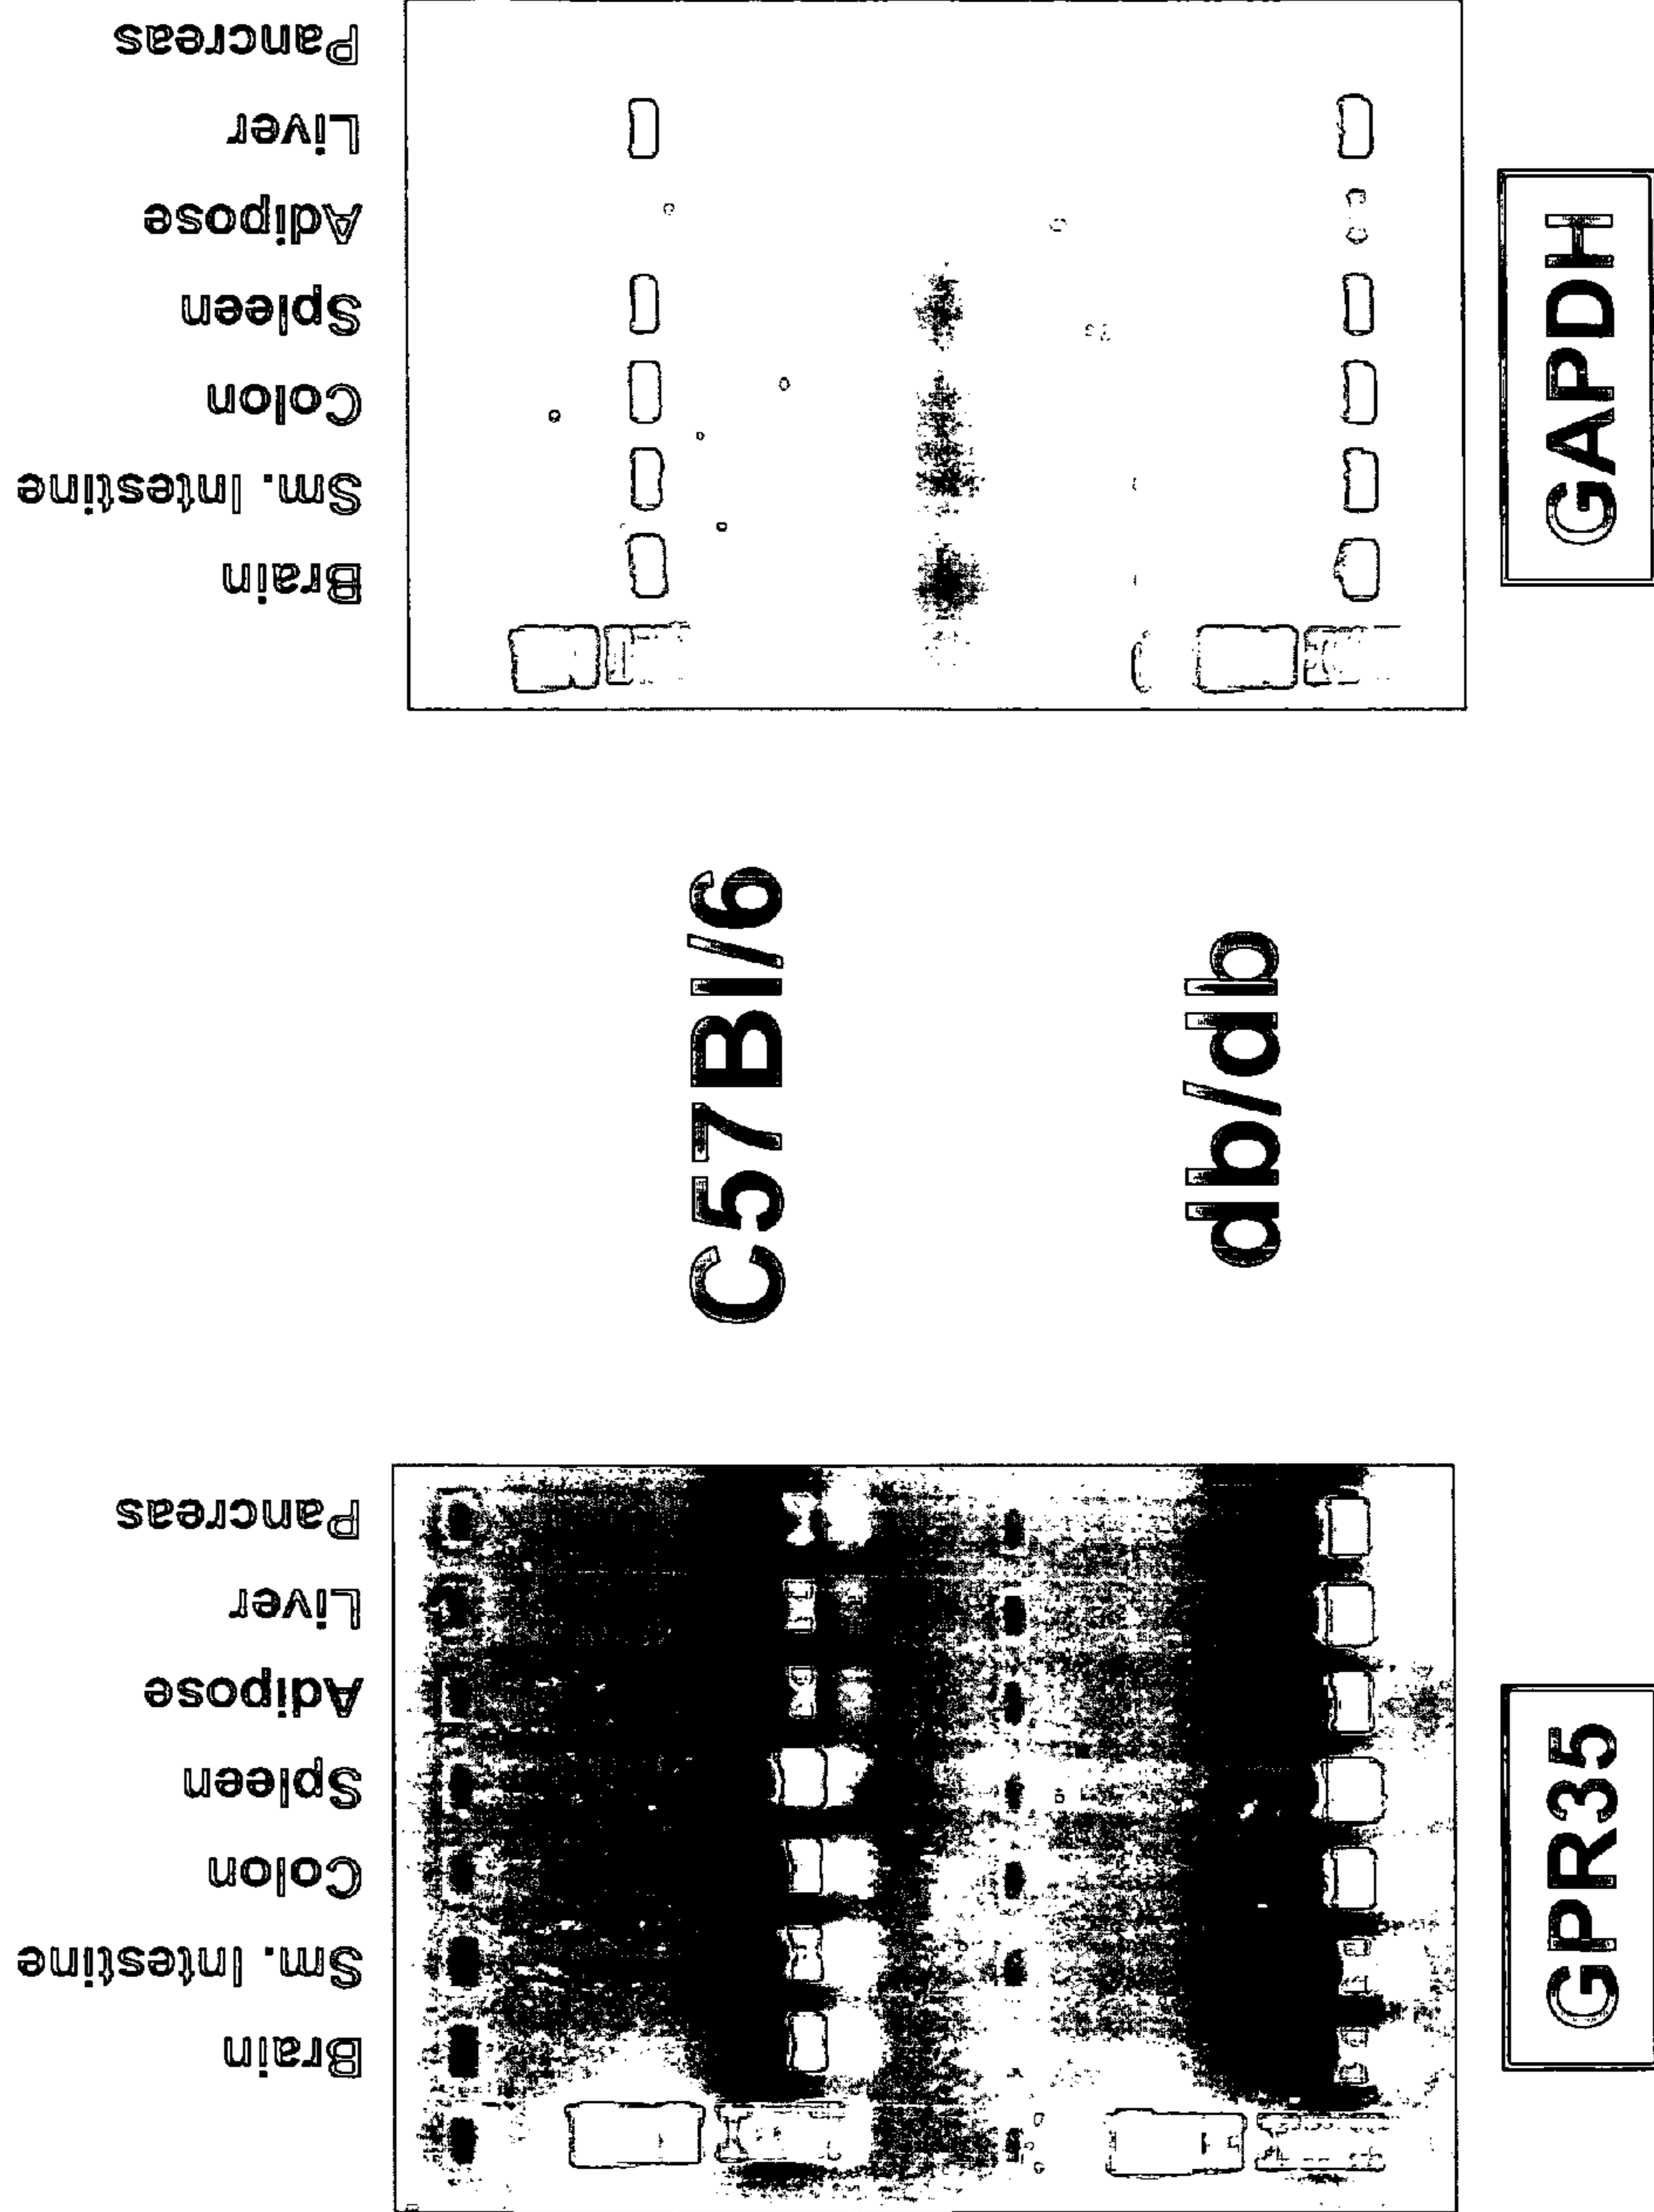 Brain
Sm. Intestine
Colon
Spleen
Adipose
Liver
Pancreas
Brain
Sm. Intestine
Colon
Spleen
Adipose
Liver
Pancreas
C57Bl/6
db/db
GPR35
GAPDH